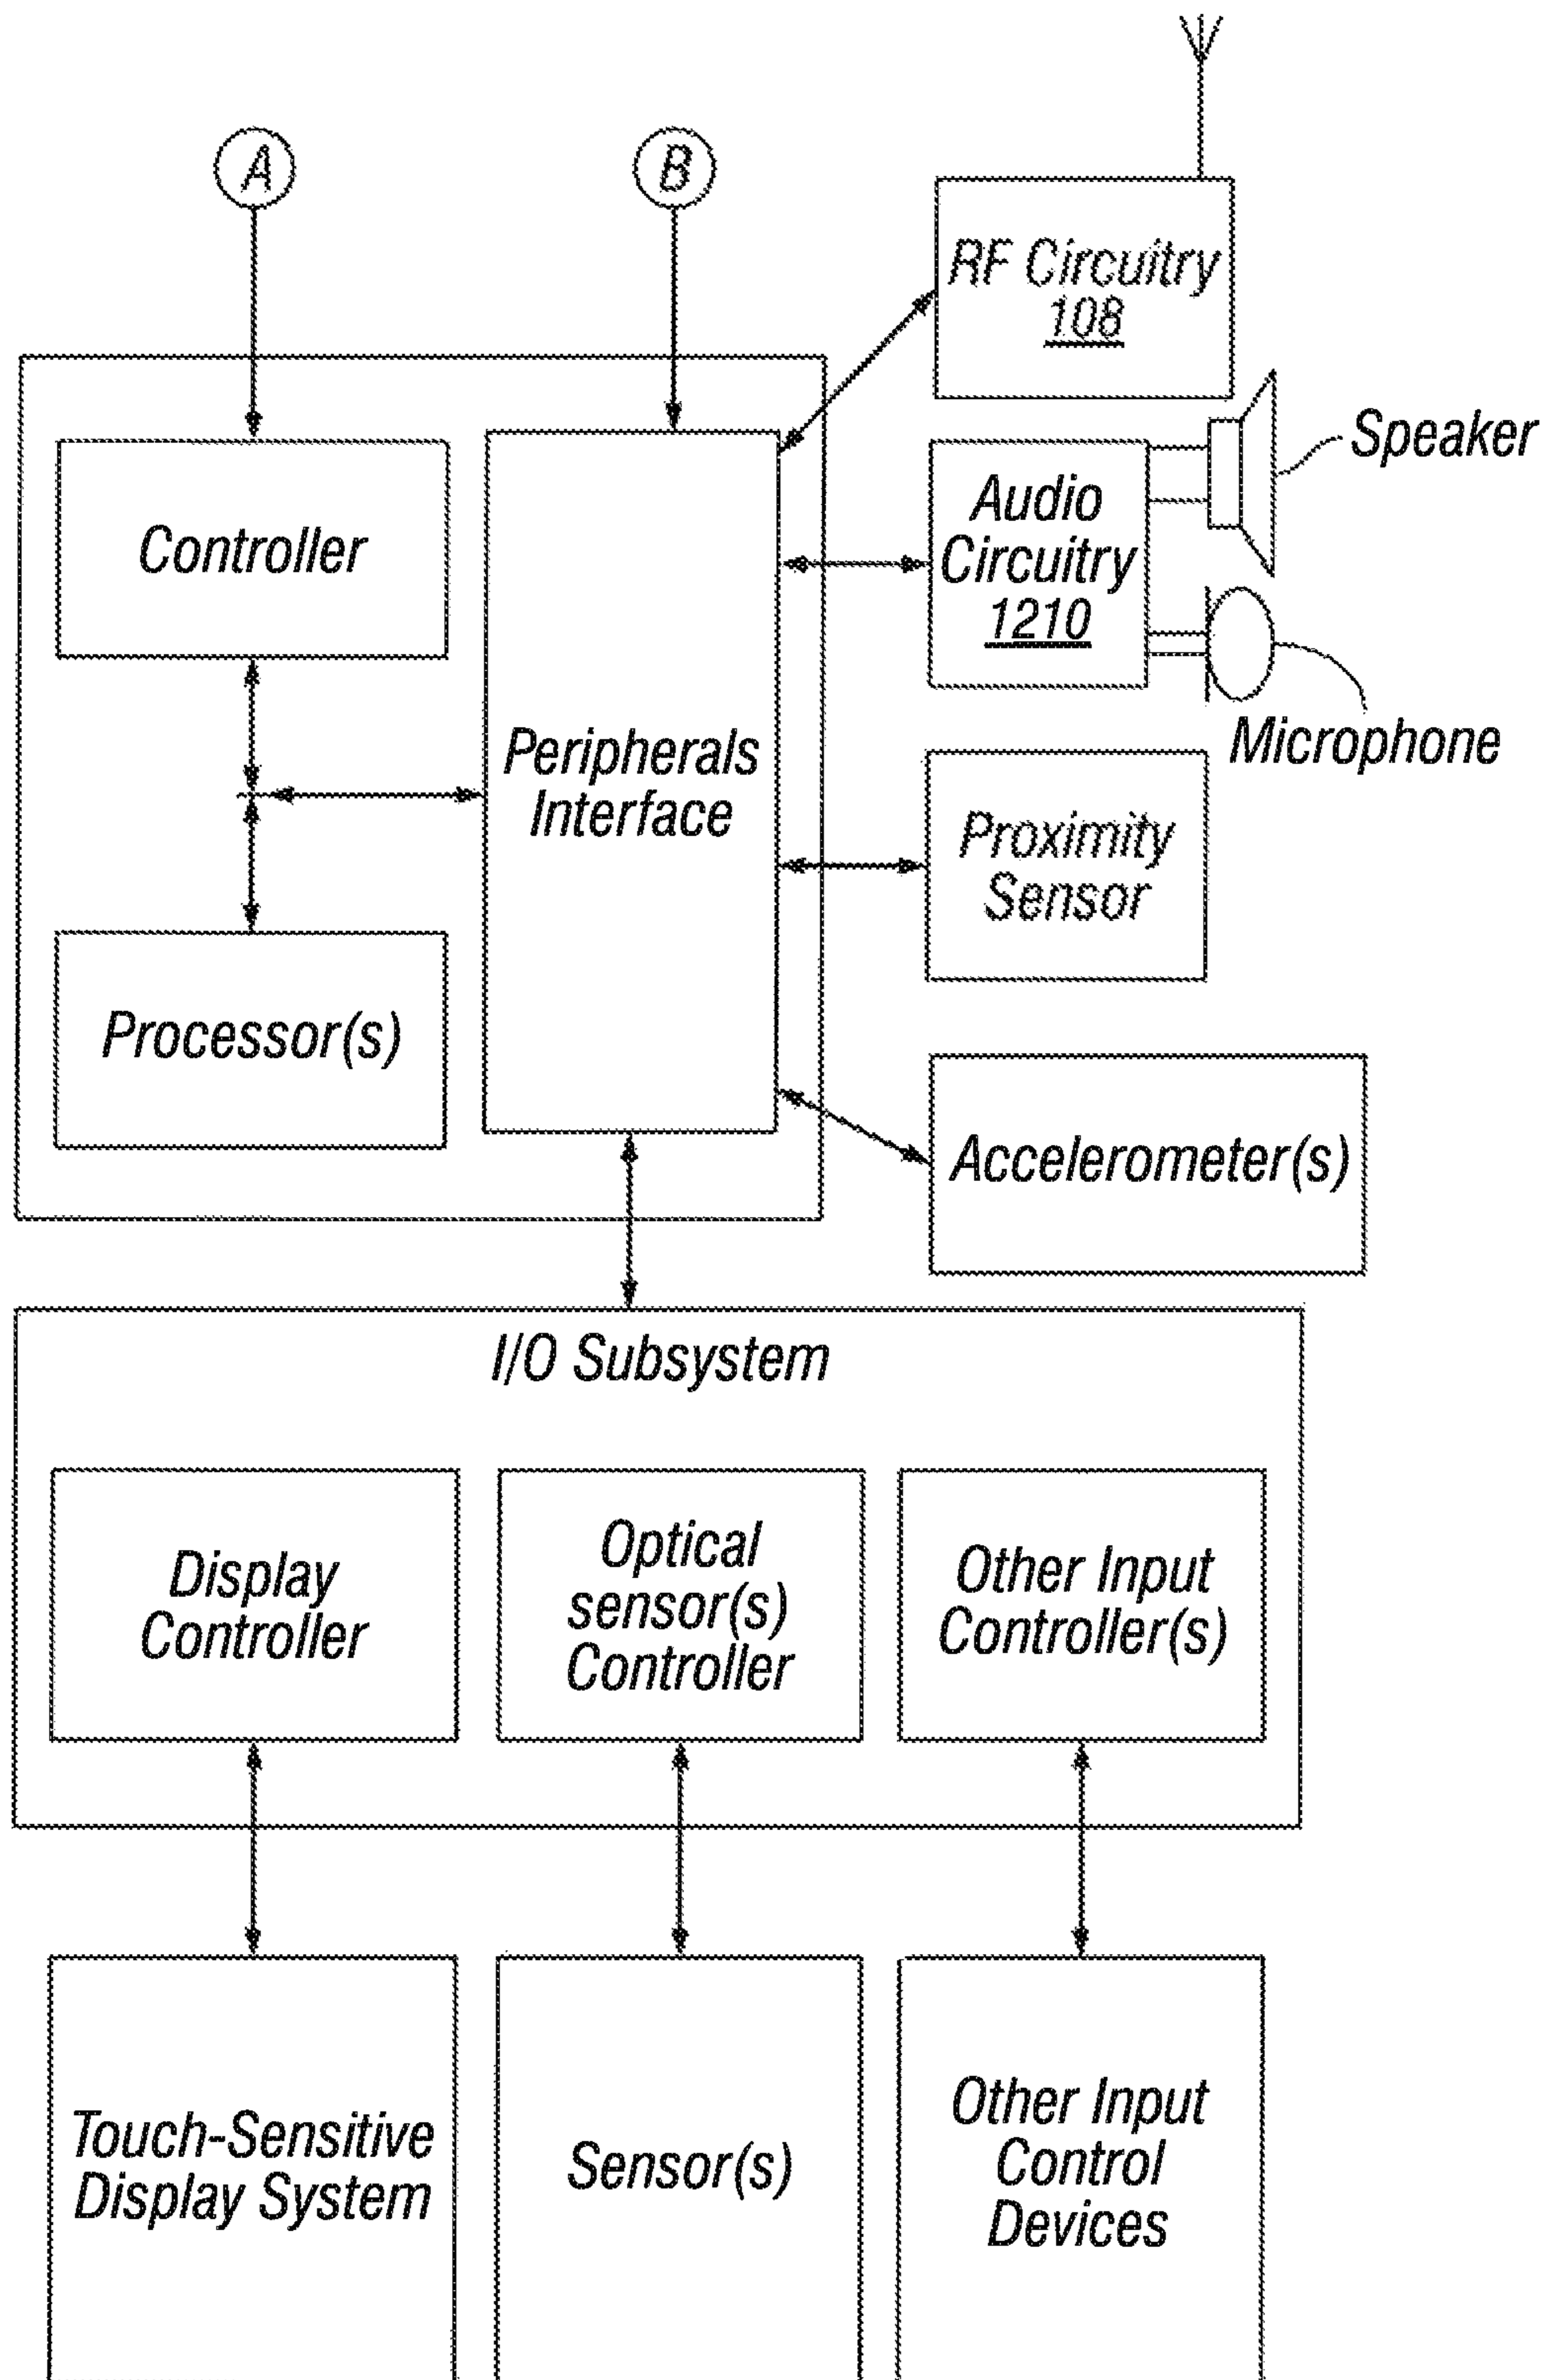 A
B
RF Circuitry
108
Speaker
Controller
Audio
Circuitry
1210
Microphone
Peripherals
Interface
Proximity
Sensor
Processor(s)
Accelerometer(s)
I/O Subsystem
Display
Controller
Optical
sensor(s)
Controller
Other Input
Controller(s)
Touch-Sensitive
Display System
Sensor(s)
Other Input
Control
Devices